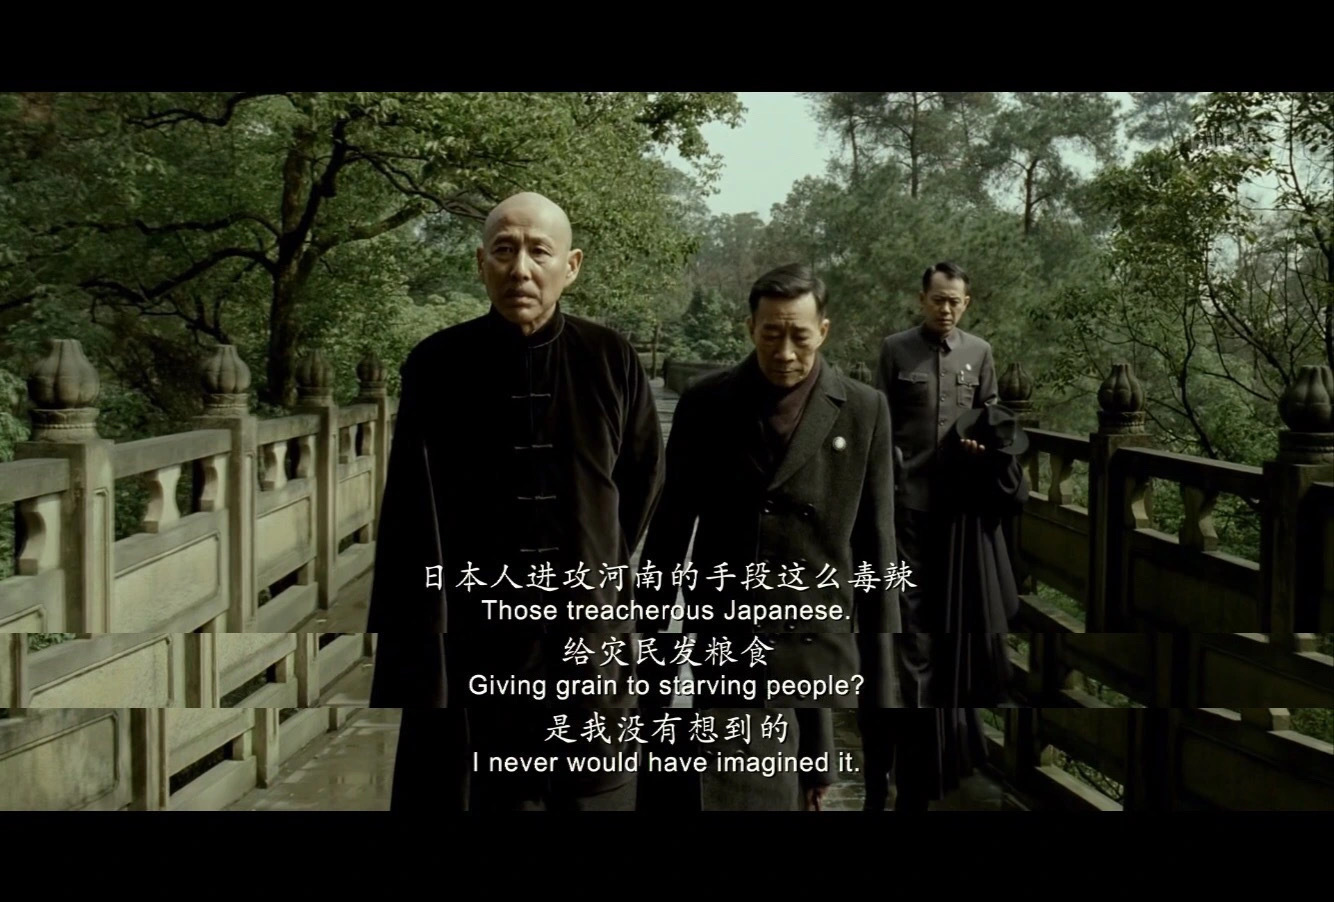 日本人进攻河南的手段这么毒辣
Those treacherous Japanese.
给灾民发粮食
Giving grain to starving people?
是我没有想到的
I never would have imagined it.